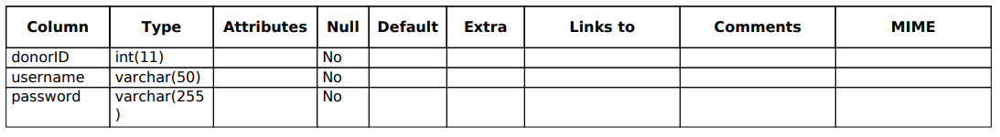 Column Type Attributes Null Default Extra Links to Comments MIME
donorID int(11) No
username varchar(50) No
password varchar(255 No
)